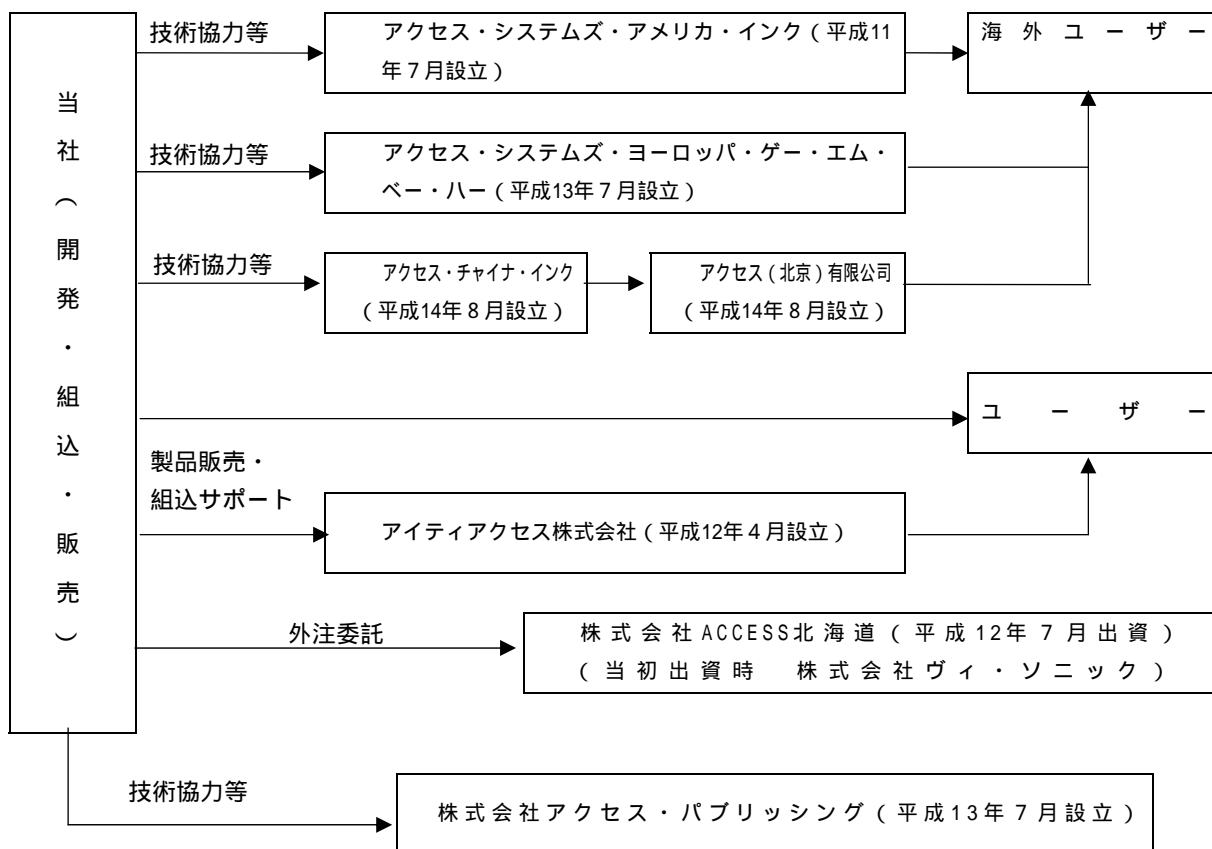 当社（開発・組込・販売）
技術協力等
アクセス・システムズ・アメリカ・インク（平成11
年７月設立）
海外ユーザー
技術協力等
アクセス・システムズ・ヨーロッパ・ゲー・エム・
ベー・ハー（平成13年７月設立）
技術協力等
アクセス・チャイナ・インク
（平成14年８月設立）
アクセス（北京）有限公司
（平成14年８月設立）
ユーザー
製品販売・
組込サポート
アイティアクセス株式会社（平成12年４月設立）
外注委託
株式会社ACCESS北海道（平成12年７月出資）
（当初出資時　株式会社ヴィ・ソニック）
技術協力等
株式会社アクセス・パブリッシング（平成13年７月設立）